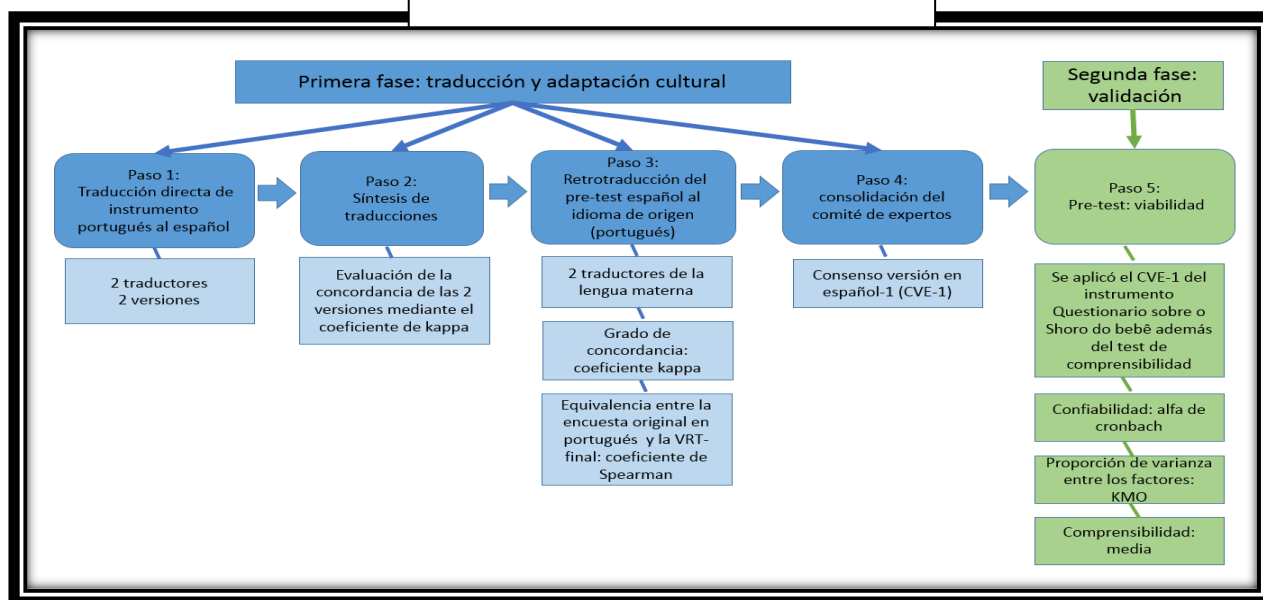 Primera fase: traducción y adaptación cultural
Segunda fase:
validación
Paso 1:
Traducción directa de
instrumento
portugués al español
2 traductores
2 versiones
Paso 2:
Síntesis de
traducciones
Evaluación de la
concordancia de las 2
versiones mediante el
coeficiente de kappa
Paso 3:
Retrotraducción del
pre-test español al
idioma de origen
(portugués)
2 traductores de la
lengua materna
Grado de
concordancia:
coeficiente kappa
Equivalencia entre la
encuesta original en
portugués y la VRT-
final: coeficiente de
Spearman
Paso 4:
consolidación del
comité de expertos
Consenso versión en
español-1 (CVE-1)
Paso 5:
Pre-test: viabilidad
Se aplicó el CVE-1 del
instrumento
Questionario sobre o
Shoro do bebê además
del test de
comprensibilidad
Confiabilidad: alfa de
cronbach
Proporción de varianza
entre los factores:
KMO
Comprensibilidad:
media